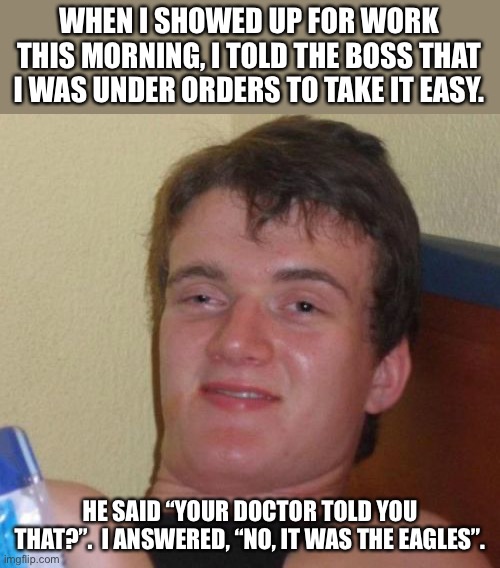 WHEN I SHOWED UP FOR WORK
THIS MORNING, I TOLD THE BOSS THAT
I WAS UNDER ORDERS TO TAKE IT EASY.
HE SAID “YOUR DOCTOR TOLD YOU
THAT?”. I ANSWERED, “NO, IT WAS THE EAGLES”.
imgflip.com